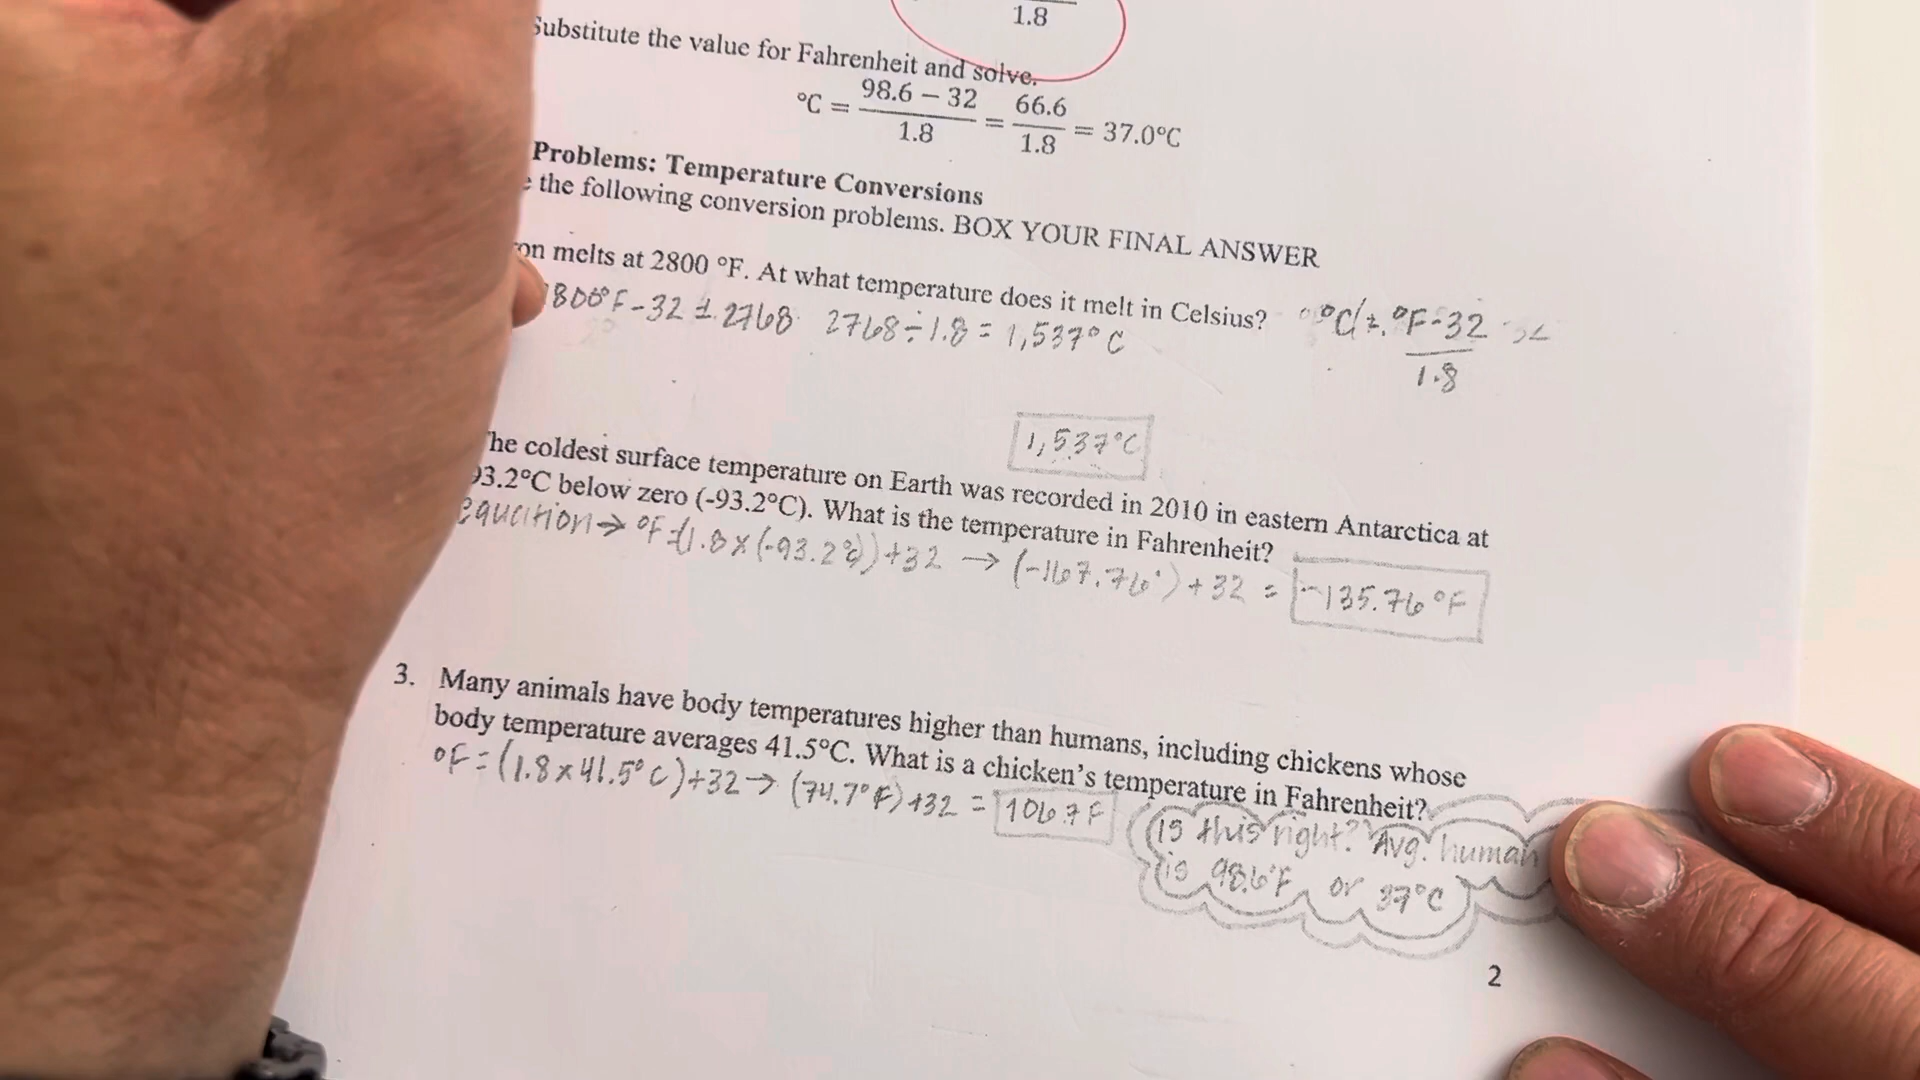 1.8
Substitute the value for Fahrenheit and solve.
°C = 98.6 − 32 / 1.8 = 66.6 / 1.8 = 37.0°C
Problems: Temperature Conversions
the following conversion problems. BOX YOUR FINAL ANSWER
melts at 2800 °F. At what temperature does it melt in Celsius?
800°F-32 = 2768 2768÷1.8 = 1,537°C
°C = °F-32 / 1.8
1,537°C
he coldest surface temperature on Earth was recorded in 2010 in eastern Antarctica at
93.2°C below zero (-93.2°C). What is the temperature in Fahrenheit?
equation → °F=(1.8×(-93.2°))+32 → (-167.76°)+32 = -135.76°F
3. Many animals have body temperatures higher than humans, including chickens whose
body temperature averages 41.5°C. What is a chicken's temperature in Fahrenheit?
°F=(1.8×41.5°C)+32→ (74.7°F)+32 = 106.7 F
Is this right? Avg. human
is 98.6°F or 37°C
2